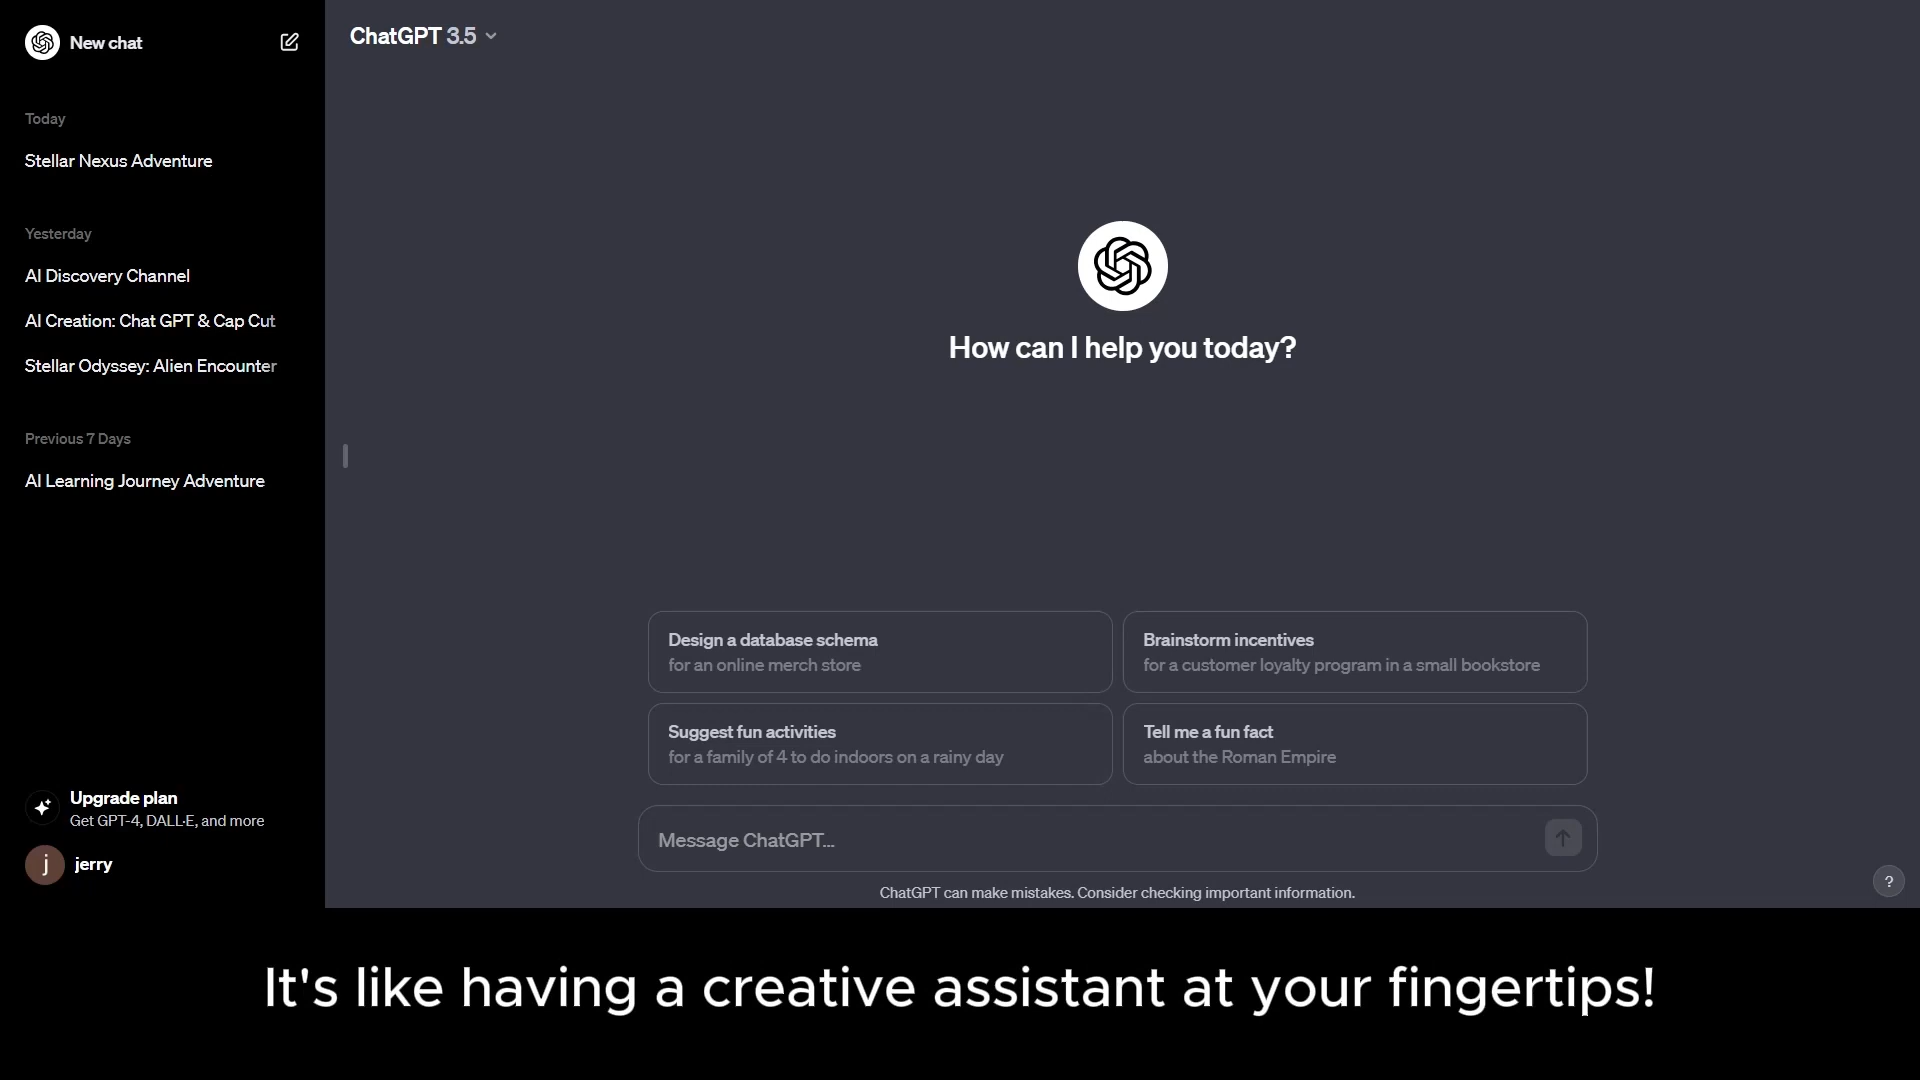 New chat
Today
Stellar Nexus Adventure
Yesterday
AI Discovery Channel
AI Creation: Chat GPT & Cap Cut
Stellar Odyssey: Alien Encounter
Previous 7 Days
AI Learning Journey Adventure
Upgrade plan
Get GPT-4, DALL·E, and more
j
jerry
ChatGPT 3.5
How can I help you today?
Design a database schema
for an online merch store
Brainstorm incentives
for a customer loyalty program in a small bookstore
Suggest fun activities
for a family of 4 to do indoors on a rainy day
Tell me a fun fact
about the Roman Empire
Message ChatGPT...
ChatGPT can make mistakes. Consider checking important information.
?
It's like having a creative assistant at your fingertips!